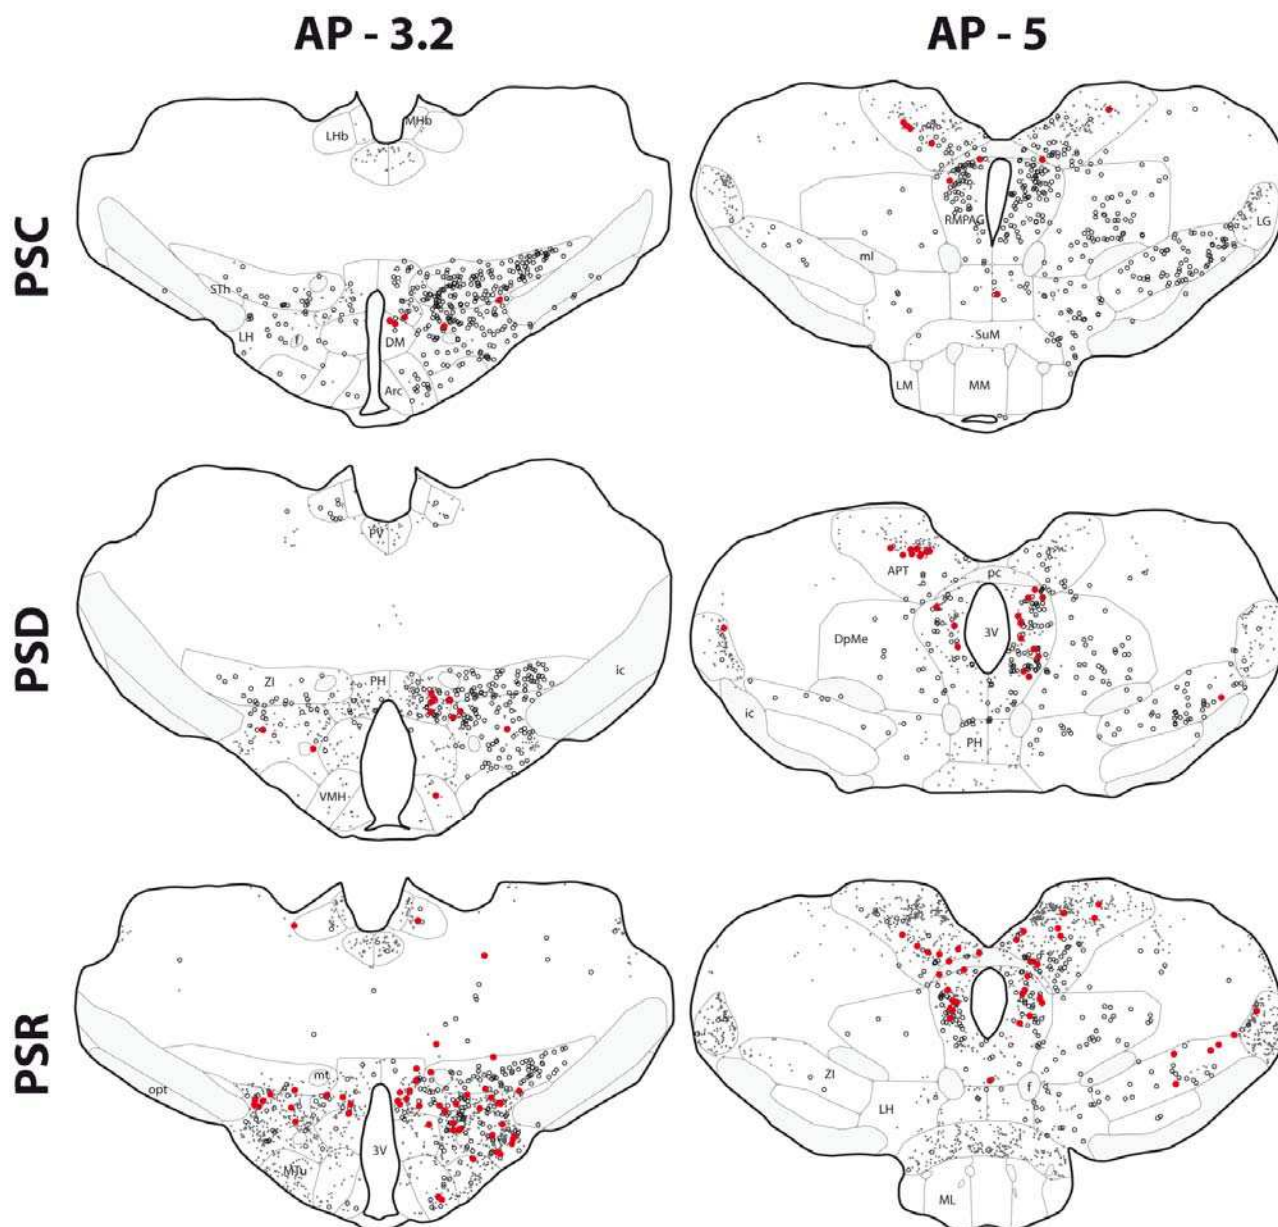 AP - 3.2
AP - 5
PSC
LHb
MHb
STh
LH
f
DM
Arc
RMPAG
ml
LG
SuM
LM
MM
PSD
PV
ZI
PH
ic
VMH
APT
pc
DpMe
3V
ic
PH
PSR
opt
mt
3V
MTu
ZI
LH
f
ML